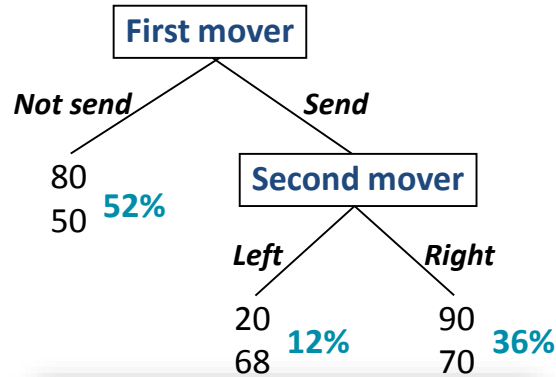 First mover
Not send
Send
80
50
52%
Second mover
Left
Right
20
68
12%
90
70
36%